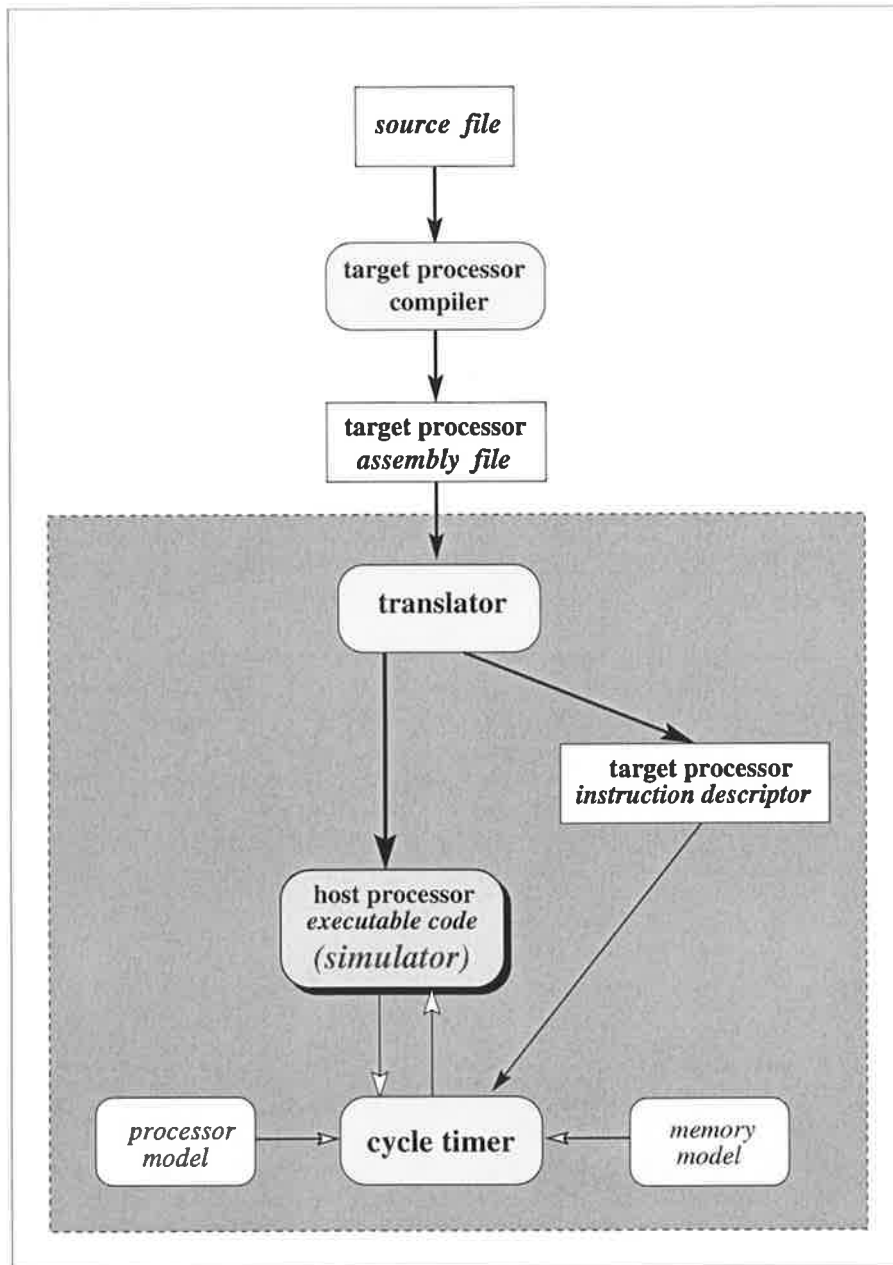 source file
target processor
compiler
target processor
assembly file
translator
target processor
instruction descriptor
host processor
executable code
(simulator)
processor
model
cycle timer
memory
model